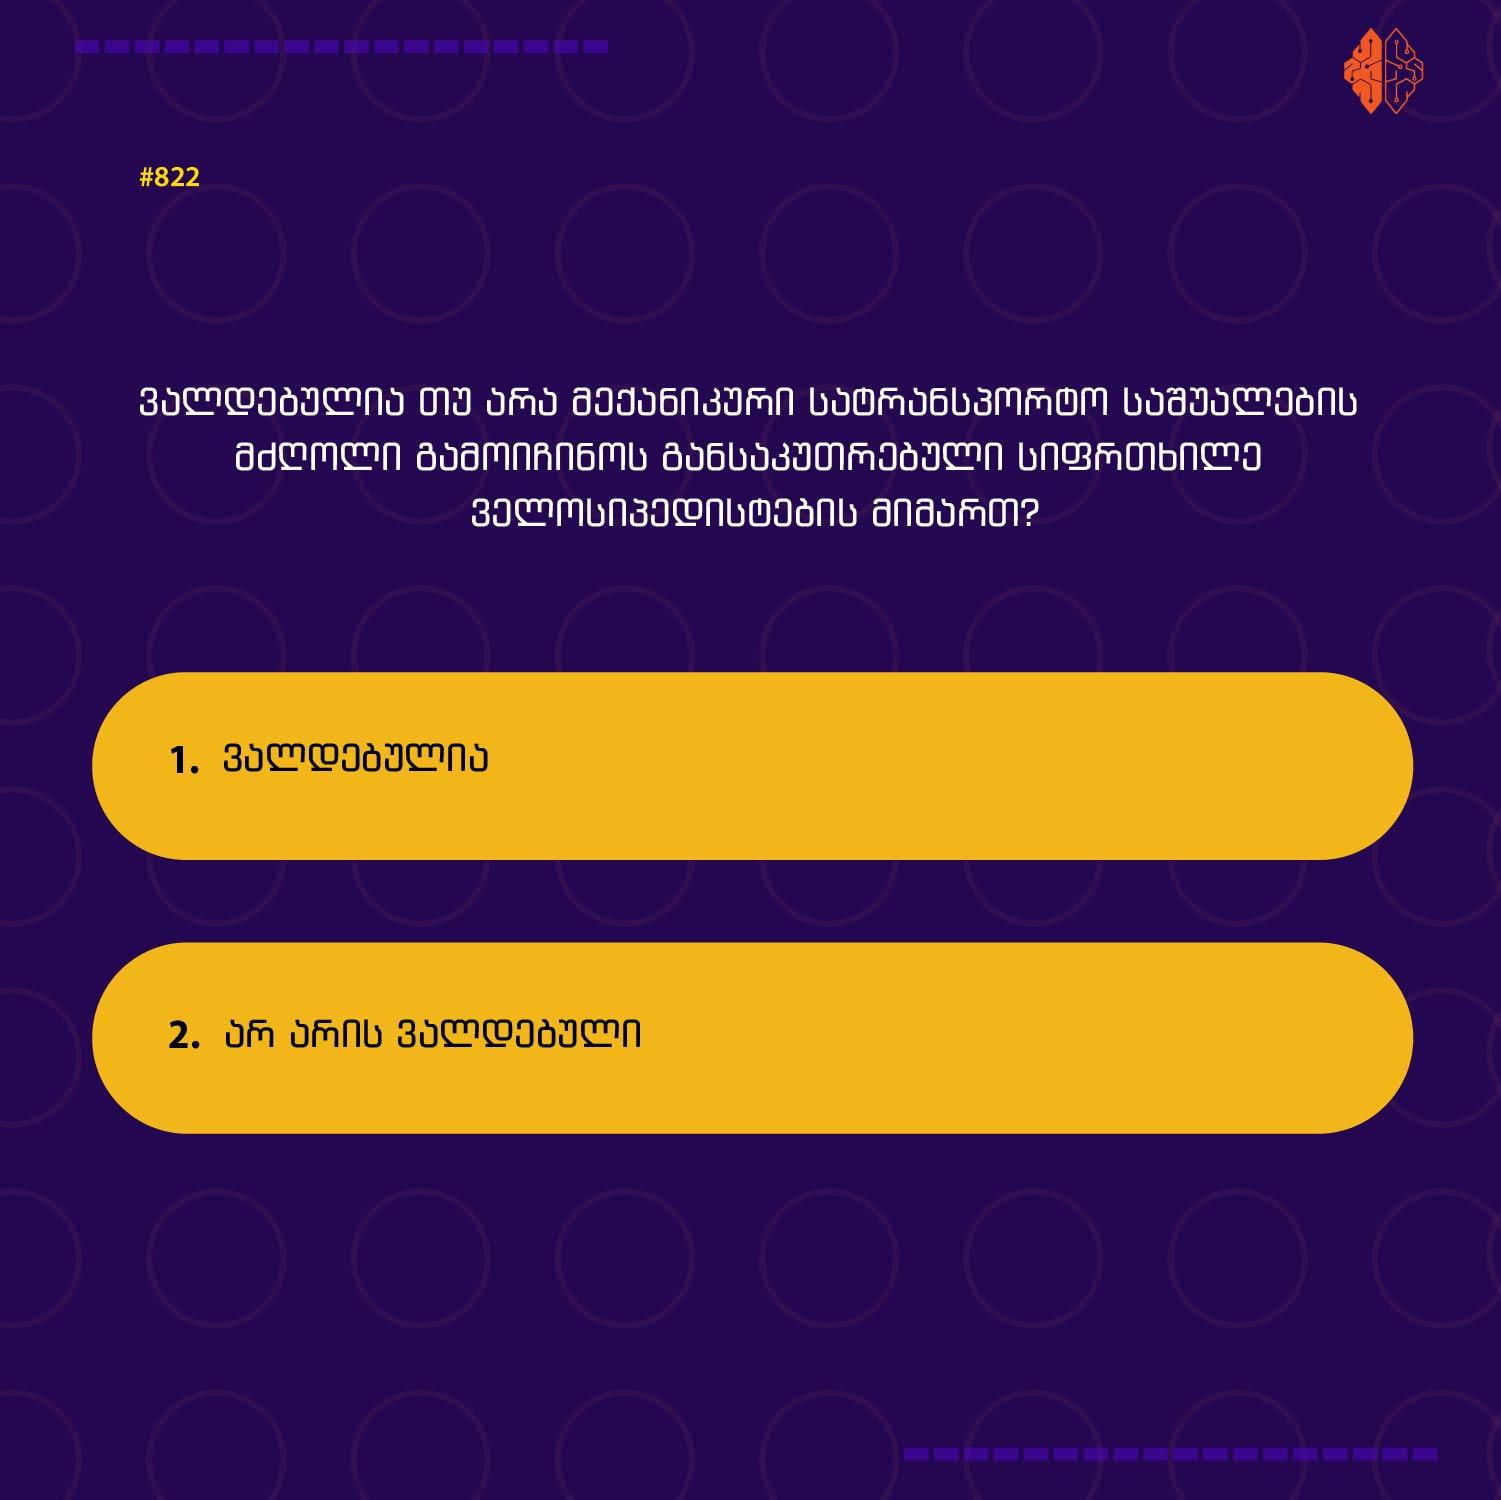 #822
ვალდებულია თუ არა მექანიკური სატრანსპორტო საშუალების
მძღოლი გამოიჩინოს განსაკუთრებული სიფრთხილე
ველოსიპედისტების მიმართ?
1. ვალდებულია
2. არ არის ვალდებული